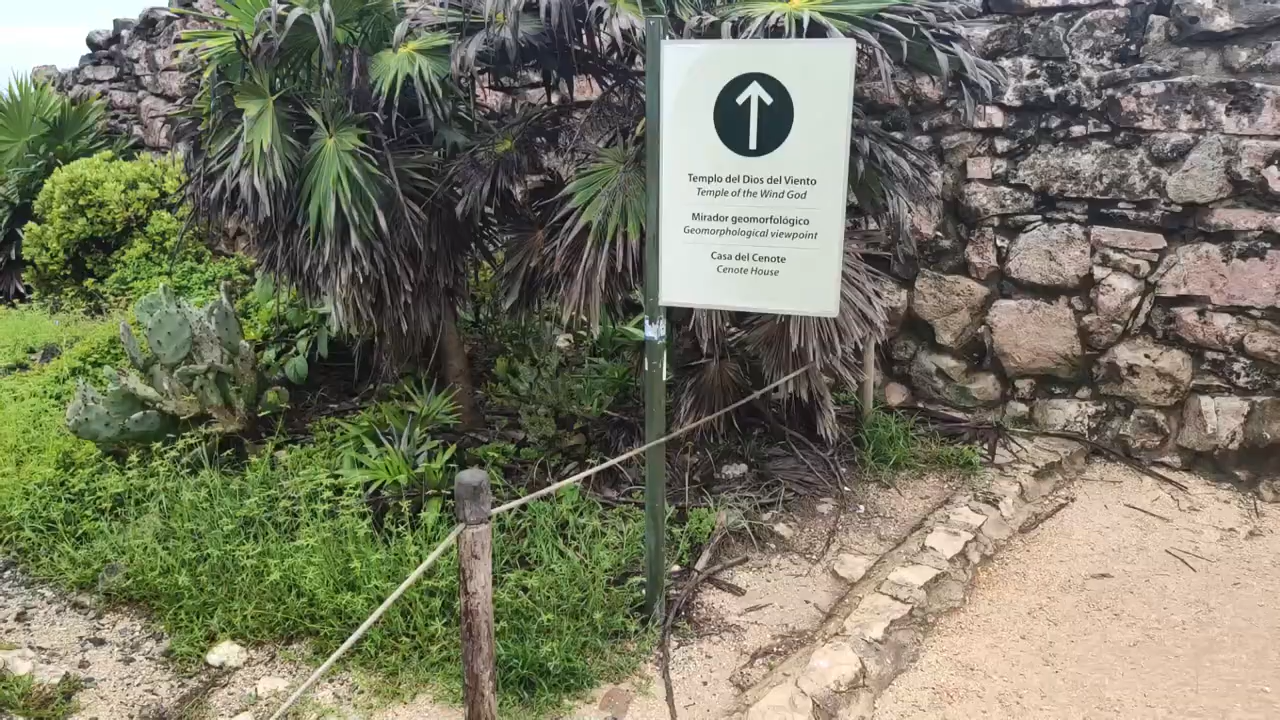 Templo del Dios del Viento
Temple of the Wind God
Mirador geomorfológico
Geomorphological viewpoint
Casa del Cenote
Cenote House